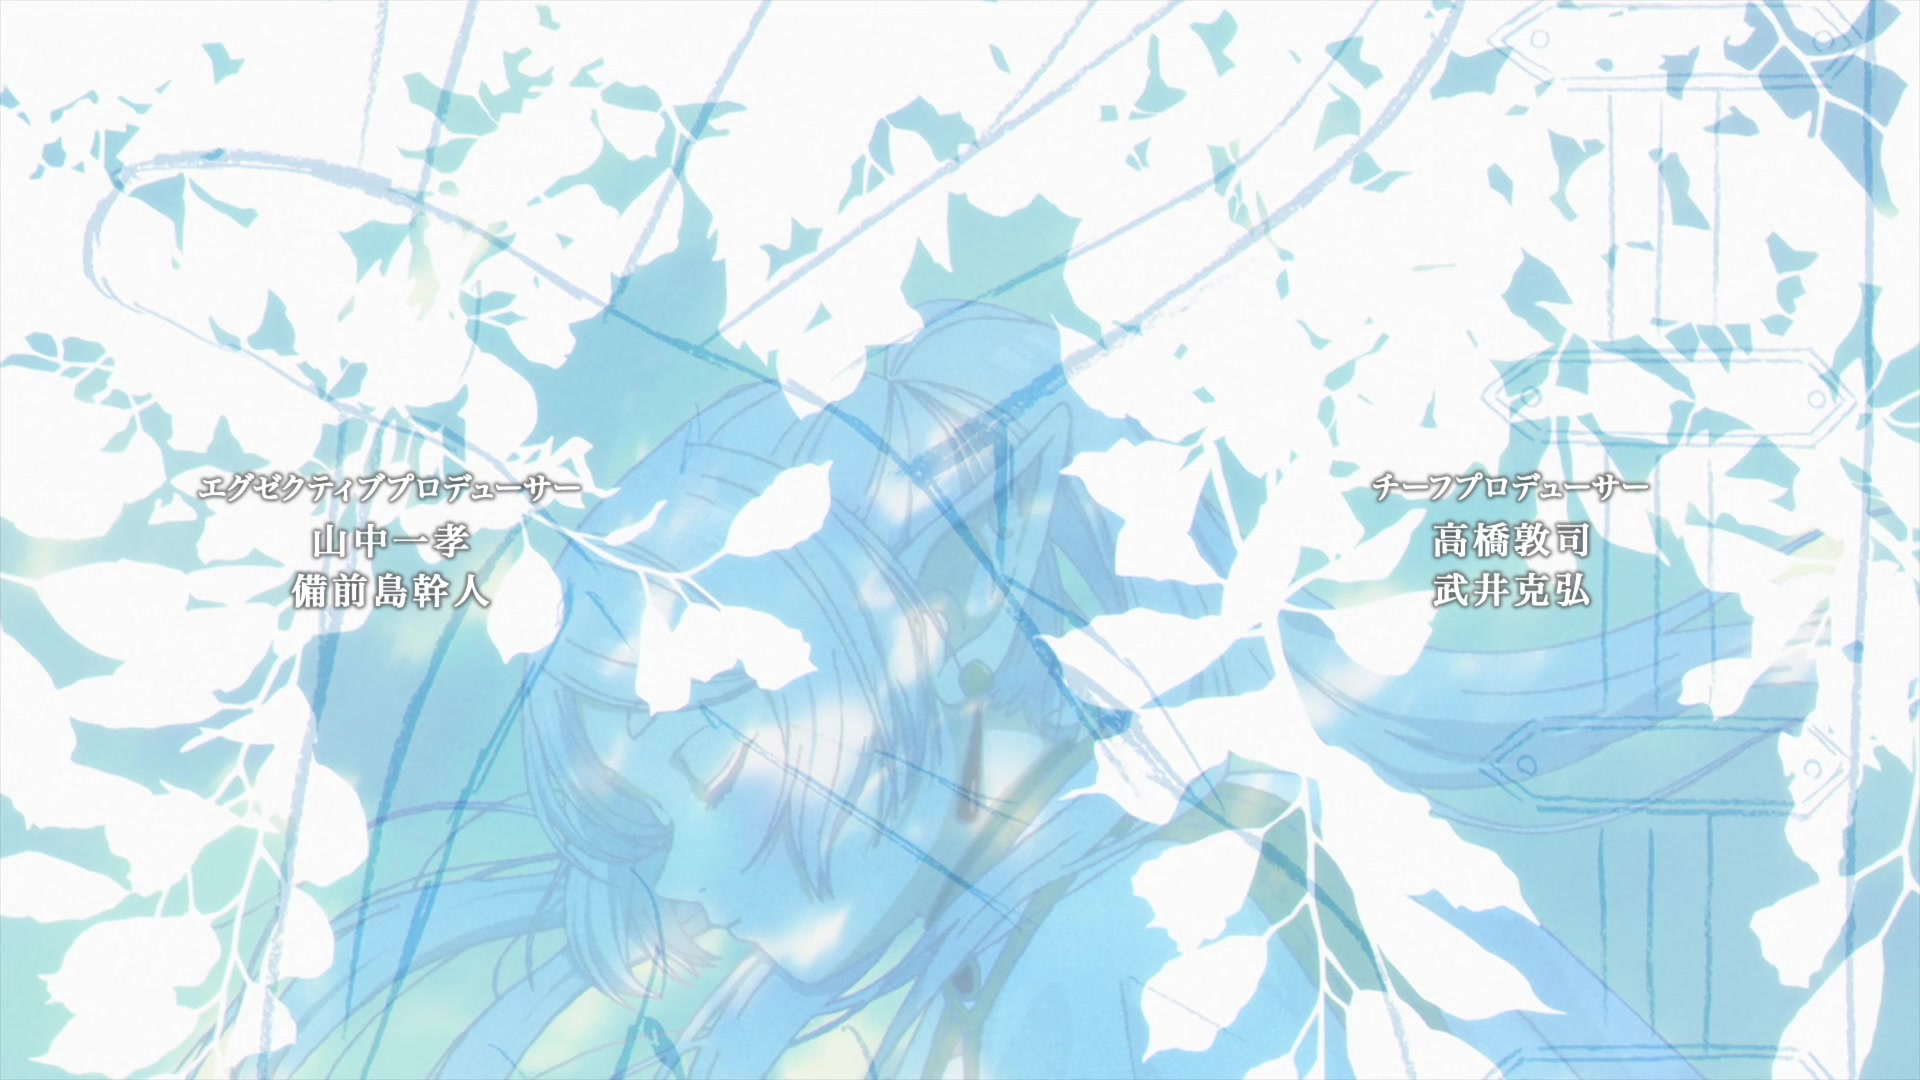 エグゼクティブプロデューサー
山中一孝
備前島幹人
チーフプロデューサー
高橋敦司
武井克弘